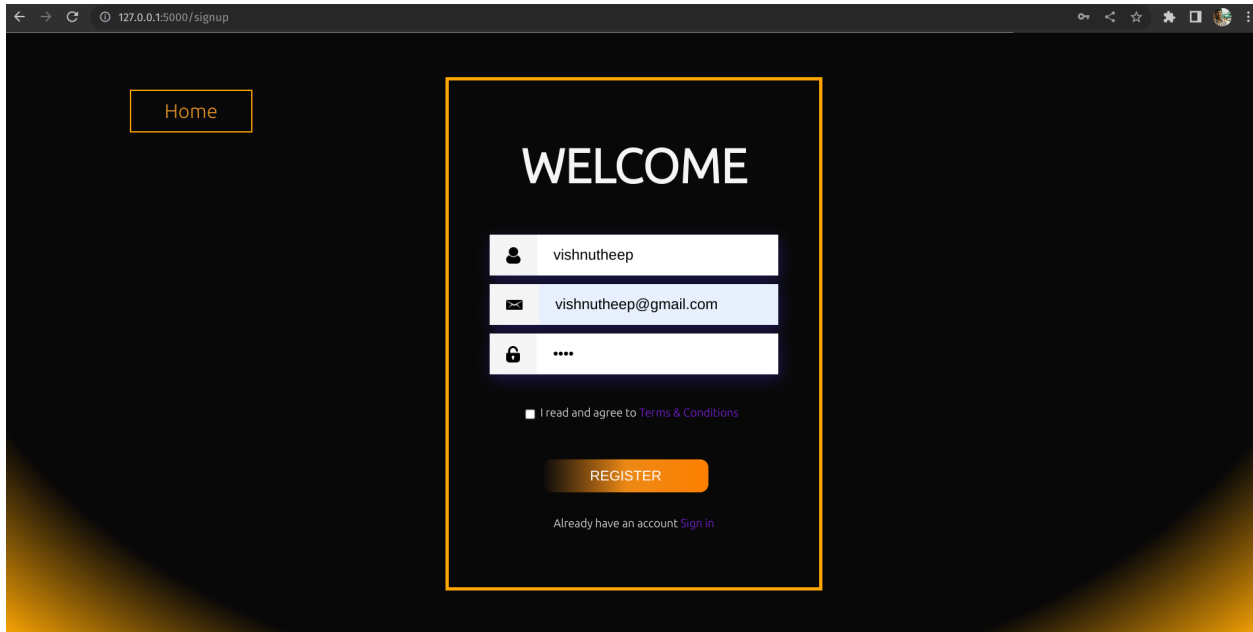 127.0.0.1:5000/signup
Home
WELCOME
vishnutheep
vishnutheep@gmail.com
••••
I read and agree to Terms & Conditions
REGISTER
Already have an account Sign in